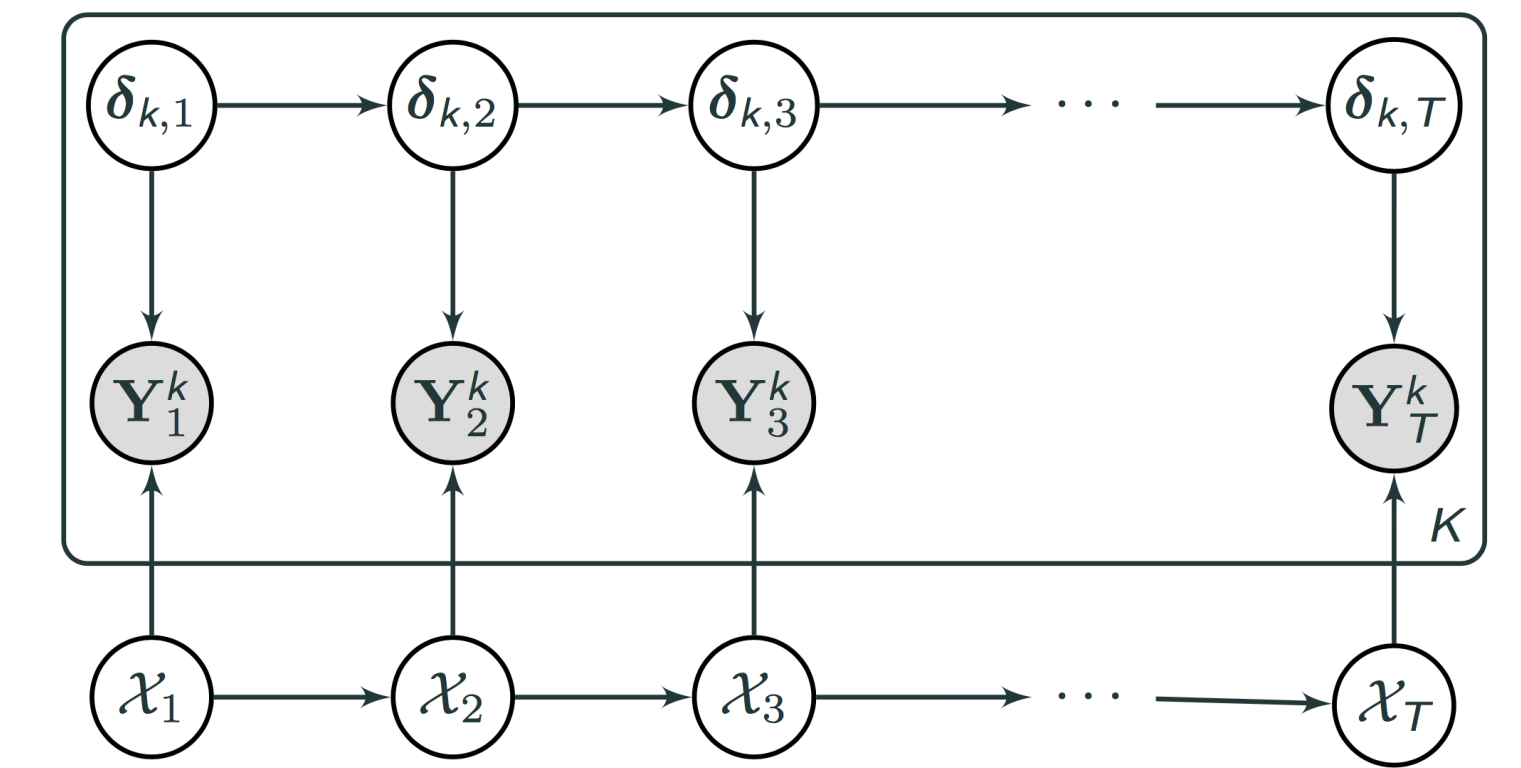 δ_{k,1} δ_{k,2} δ_{k,3} ··· δ_{k,T}
Y_1^k Y_2^k Y_3^k Y_T^k
K
𝒳_1 𝒳_2 𝒳_3 ··· 𝒳_T